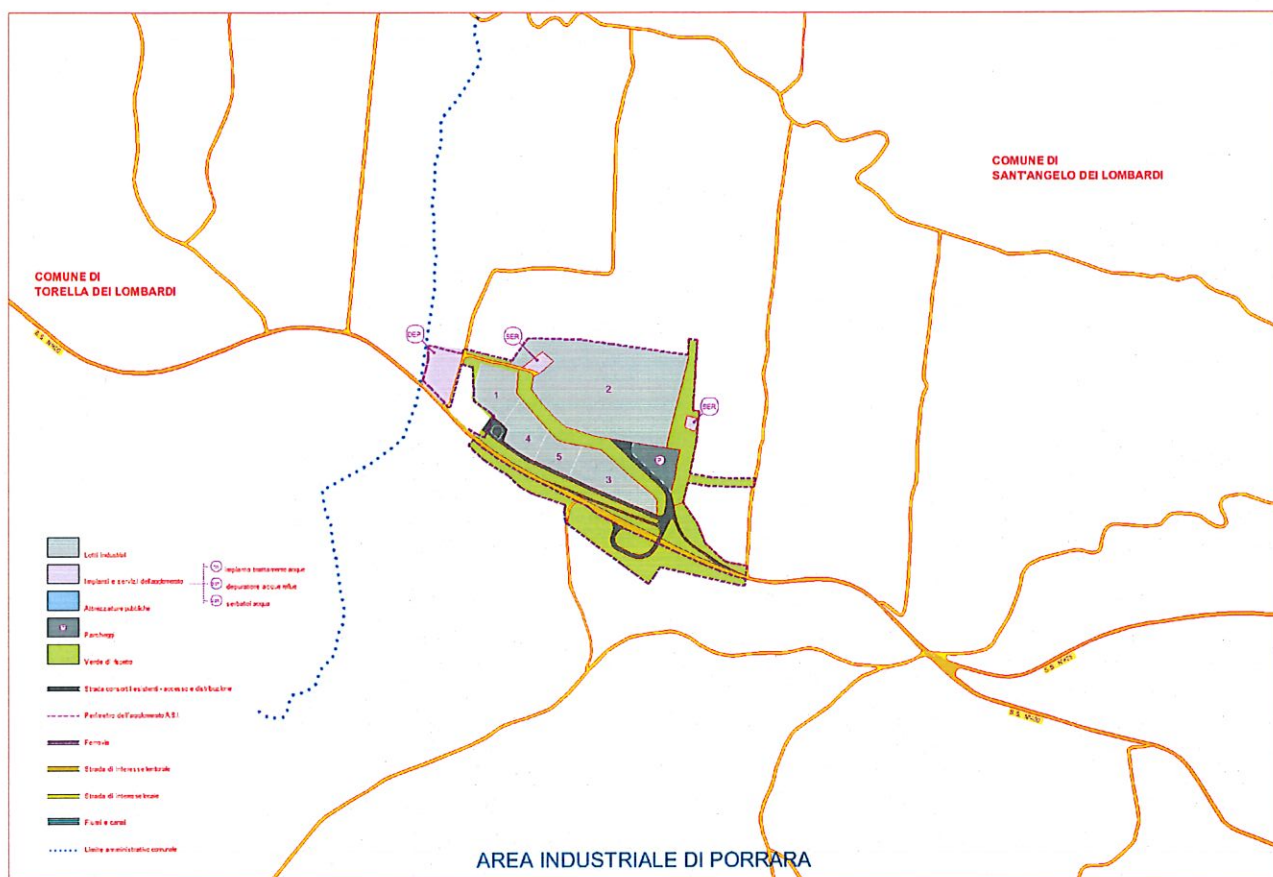 COMUNE DI
SANT'ANGELO DEI LOMBARDI
COMUNE DI
TORELLA DEI LOMBARDI
DEP.
SER.
2
1
SER.
4
5
P
3
Lotti industriali
Impianti e servizi dell'agglomerato
impianto trattamento acque
depuratore acque reflue
serbatoi acqua
Attrezzature pubbliche
Parcheggi
Verde di rispetto
Strade consortili esistenti - accesso e distribuzione
Perimetro dell'agglomerato A.S.I.
Ferrovia
Strada di interesse territoriale
Strada di interesse locale
Fiumi e canali
Limite amministrativo comunale
AREA INDUSTRIALE DI PORRARA